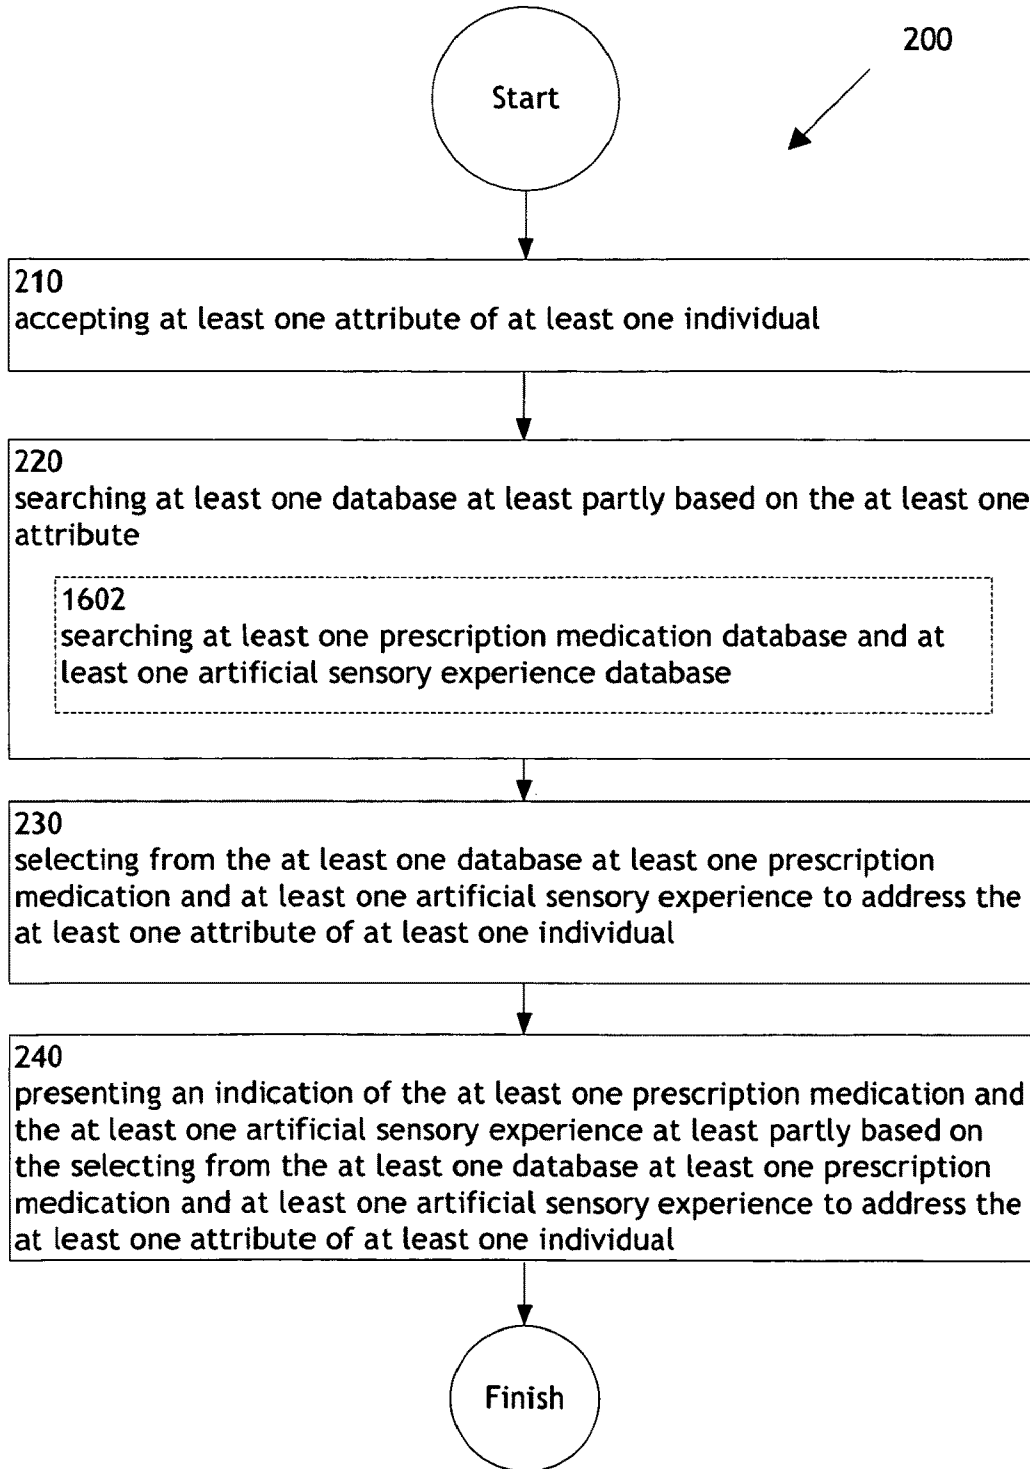 200
Start
210
accepting at least one attribute of at least one individual
220
searching at least one database at least partly based on the at least one
attribute
1602
searching at least one prescription medication database and at
least one artificial sensory experience database
230
selecting from the at least one database at least one prescription
medication and at least one artificial sensory experience to address the
at least one attribute of at least one individual
240
presenting an indication of the at least one prescription medication and
the at least one artificial sensory experience at least partly based on
the selecting from the at least one database at least one prescription
medication and at least one artificial sensory experience to address the
at least one attribute of at least one individual
Finish